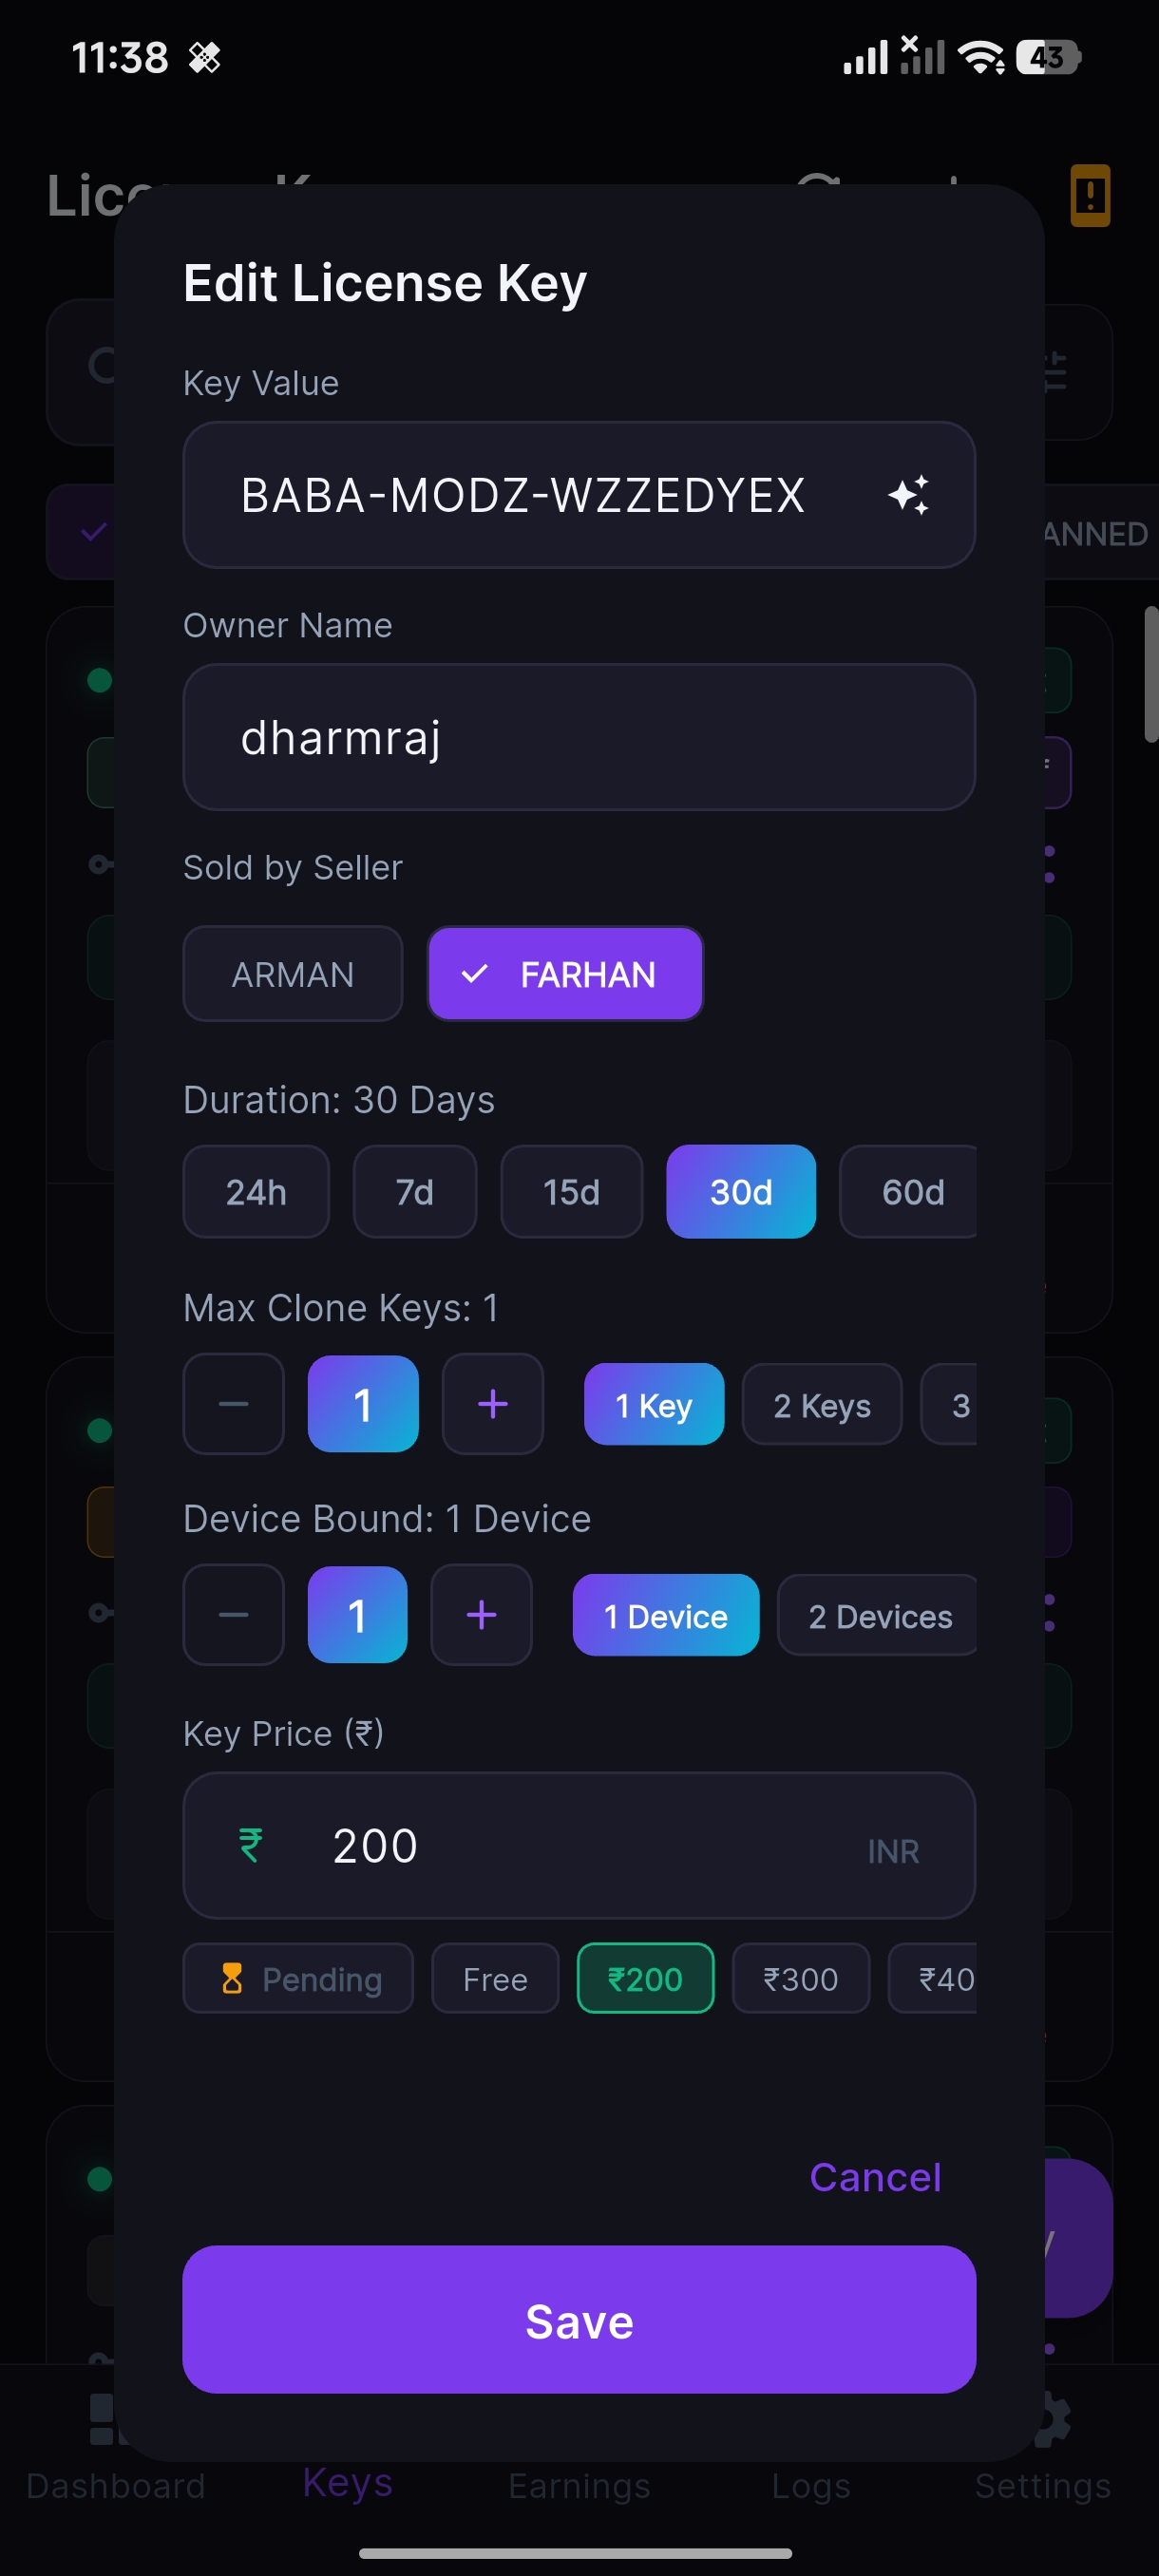 11:38
43
Edit License Key
Key Value
BABA-MODZ-WZZEDYEX
Owner Name
dharmraj
Sold by Seller
ARMAN FARHAN
Duration: 30 Days
24h 7d 15d 30d 60d
Max Clone Keys: 1
1 1 Key 2 Keys 3
Device Bound: 1 Device
1 1 Device 2 Devices
Key Price (₹)
₹ 200 INR
Pending Free ₹200 ₹300 ₹40
Cancel
Save
Dashboard Keys Earnings Logs Settings